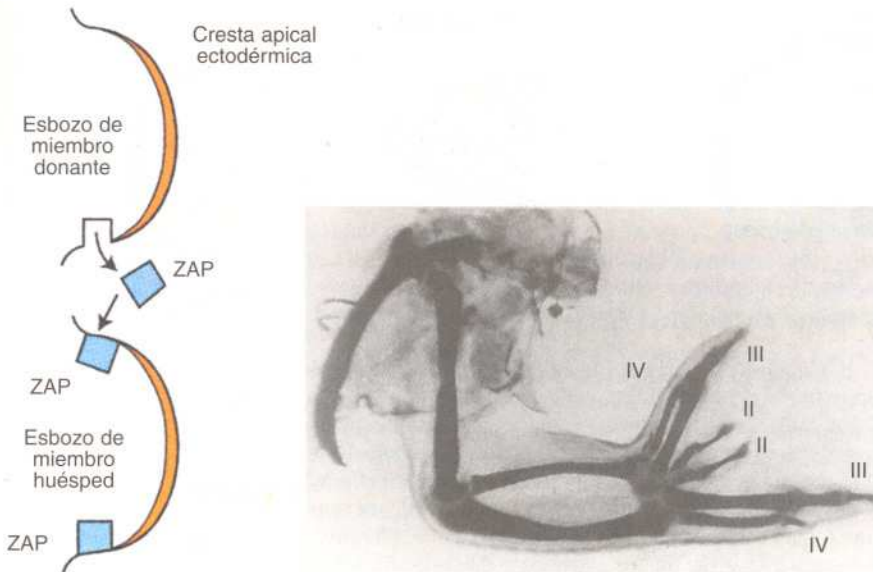 Cresta apical
ectodérmica
Esbozo de
miembro
donante
ZAP
ZAP
Esbozo de
miembro
huésped
ZAP
IV
III
II
II
III
IV